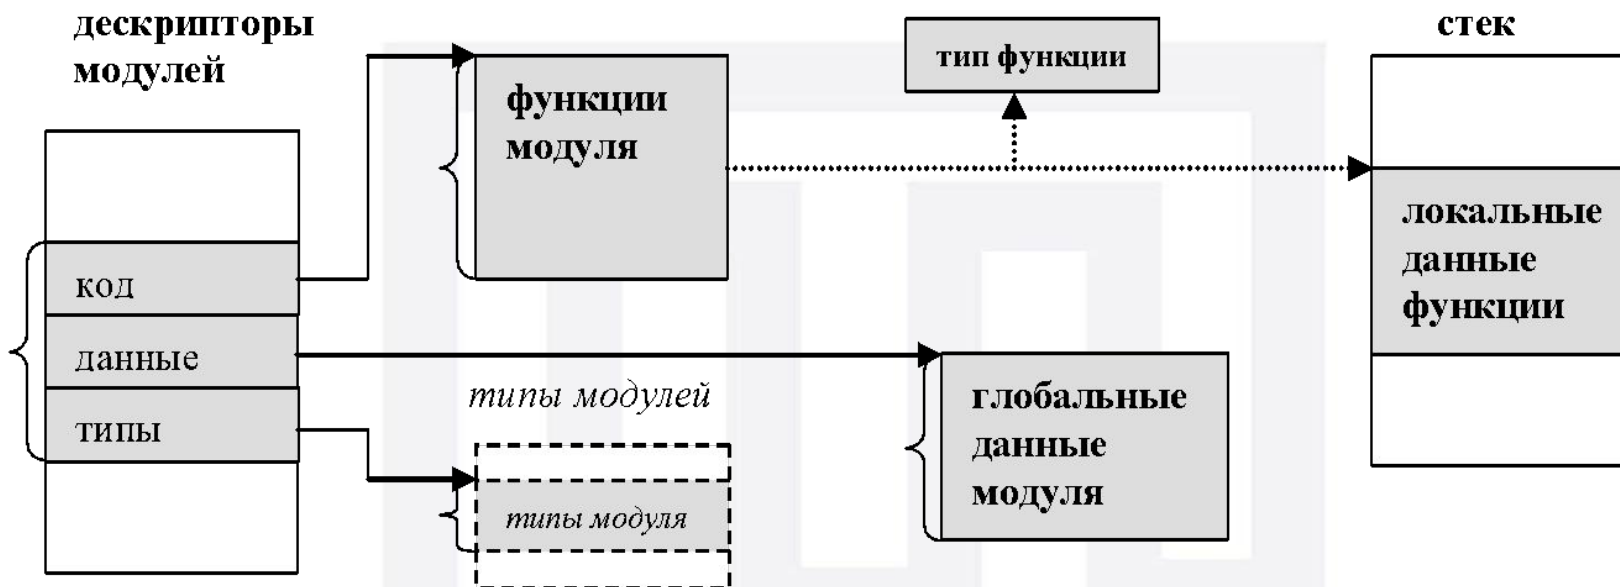 дескрипторы
модулей
код
данные
типы
функции
модуля
тип функции
типы модулей
типы модуля
глобальные
данные
модуля
стек
локальные
данные
функции